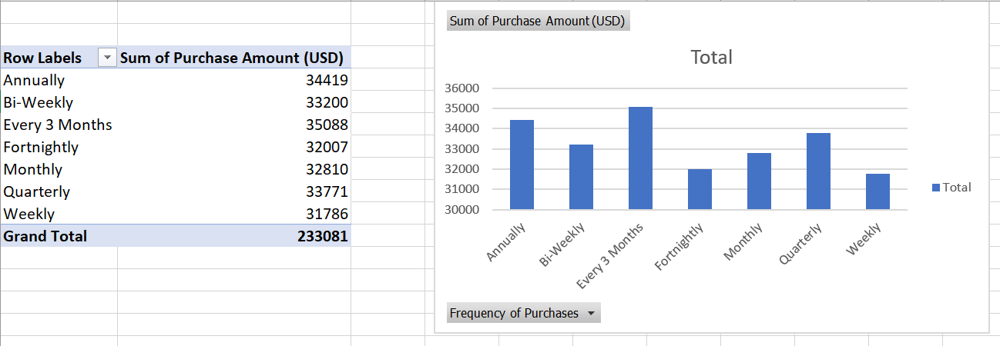 Row Labels Sum of Purchase Amount (USD)
Annually 34419
Bi-Weekly 33200
Every 3 Months 35088
Fortnightly 32007
Monthly 32810
Quarterly 33771
Weekly 31786
Grand Total 233081
Sum of Purchase Amount (USD)
Total
36000
35000
34000
33000
32000
31000
30000
Annually
Bi-Weekly
Every 3 Months
Fortnightly
Monthly
Quarterly
Weekly
Total
Frequency of Purchases